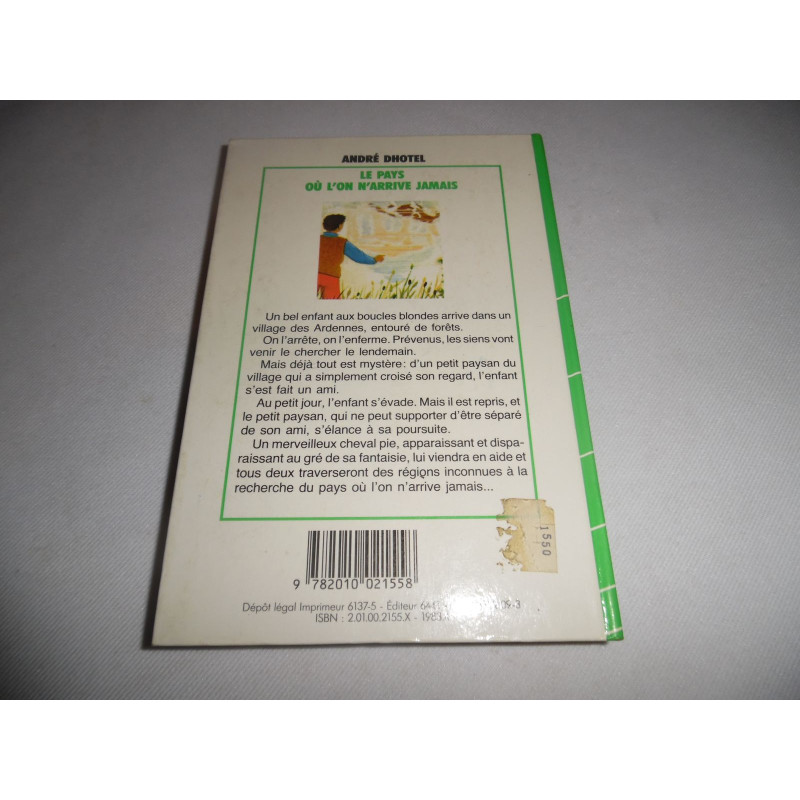 ANDRÉ DHOTEL
LE PAYS
OÙ L'ON N'ARRIVE JAMAIS
Un bel enfant aux boucles blondes arrive dans un
village des Ardennes, entouré de forêts.
On l'arrête, on l'enferme. Prévenus, les siens vont
venir le chercher le lendemain.
Mais déjà tout est mystère: d'un petit paysan du
village qui a simplement croisé son regard, l'enfant
s'est fait un ami.
Au petit jour, l'enfant s'évade. Mais il est repris, et
le petit paysan, qui ne peut supporter d'être séparé
de son ami, s'élance à sa poursuite.
Un merveilleux cheval pie, apparaissant et dispa-
raissant au gré de sa fantaisie, lui viendra en aide et
tous deux traverseront des régions inconnues à la
recherche du pays où l'on n'arrive jamais...
1550
9 782010 021558
Dépôt légal Imprimeur 6137-5 - Éditeur
ISBN : 2.01.00.2155.X - 1983